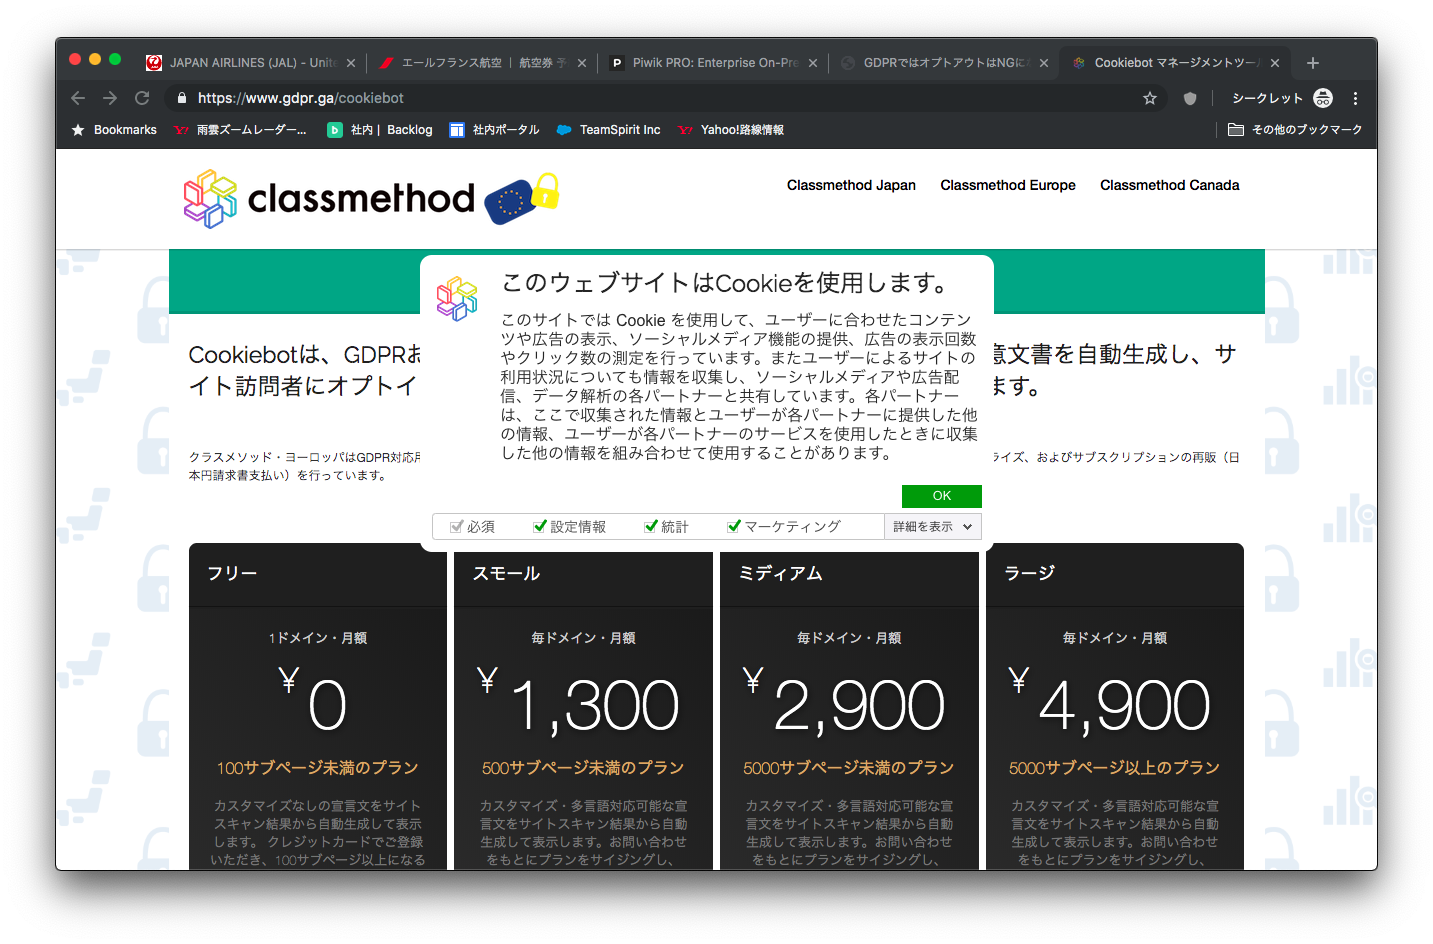 JAPAN AIRLINES (JAL) - Unite
エールフランス航空 | 航空券 予
Piwik PRO: Enterprise On-Pre
GDPRではオプトアウトはNGに
Cookiebot マネージメントツー
https://www.gdpr.ga/cookiebot
シークレット
Bookmarks
雨雲ズームレーダー...
社内 | Backlog
社内ポータル
TeamSpirit Inc
Yahoo!路線情報
その他のブックマーク
classmethod
Classmethod Japan
Classmethod Europe
Classmethod Canada
このウェブサイトはCookieを使用します。
このサイトでは Cookie を使用して、ユーザーに合わせたコンテン
ツや広告の表示、ソーシャルメディア機能の提供、広告の表示回数
やクリック数の測定を行っています。またユーザーによるサイトの
利用状況についても情報を収集し、ソーシャルメディアや広告配
信、データ解析の各パートナーと共有しています。各パートナー
は、ここで収集された情報とユーザーが各パートナーに提供した他
の情報、ユーザーが各パートナーのサービスを使用したときに収集
した他の情報を組み合わせて使用することがあります。
OK
必須
設定情報
統計
マーケティング
詳細を表示
Cookiebotは、GDPRお
意文書を自動生成し、サ
イト訪問者にオプトイ
ます。
クラスメソッド・ヨーロッパはGDPR対応用
ライズ、およびサブスクリプションの再販（日
本円請求書支払い）を行っています。
フリー
1ドメイン・月額
¥0
100サブページ未満のプラン
カスタマイズなしの宣言文をサイト
スキャン結果から自動生成して表示
します。 クレジットカードでご登録
いただき、100サブページ以上になる
スモール
毎ドメイン・月額
¥1,300
500サブページ未満のプラン
カスタマイズ・多言語対応可能な宣
言文をサイトスキャン結果から自動
生成して表示します。お問い合わせ
をもとにプランをサイジングし、
ミディアム
毎ドメイン・月額
¥2,900
5000サブページ未満のプラン
カスタマイズ・多言語対応可能な宣
言文をサイトスキャン結果から自動
生成して表示します。お問い合わせ
をもとにプランをサイジングし、
ラージ
毎ドメイン・月額
¥4,900
5000サブページ以上のプラン
カスタマイズ・多言語対応可能な宣
言文をサイトスキャン結果から自動
生成して表示します。お問い合わせ
をもとにプランをサイジングし、